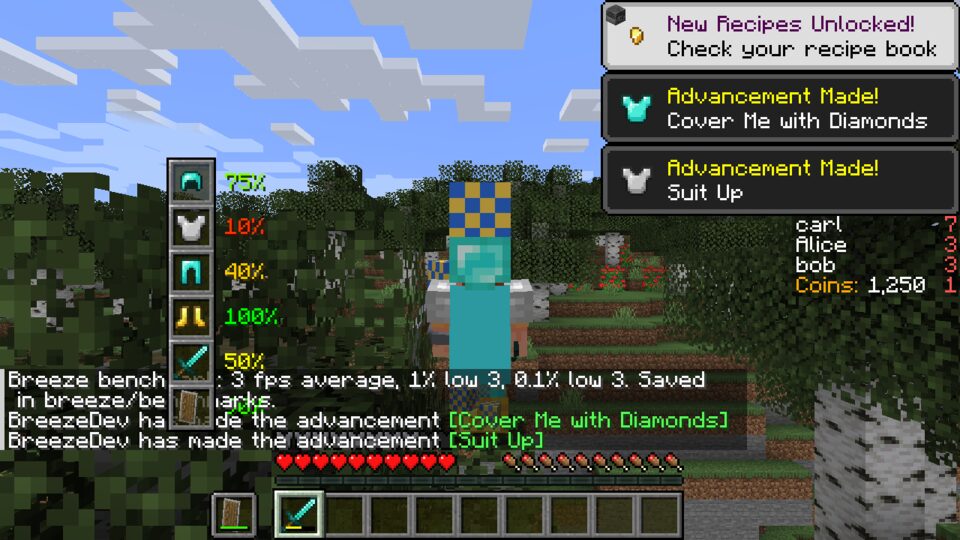 New Recipes Unlocked!
Check your recipe book
Advancement Made!
Cover Me with Diamonds
Advancement Made!
Suit Up
75%
10%
40%
100%
50%
carl 7
Alice 3
bob 3
Coins: 1,250 1
Breeze bench : 3 fps average, 1% low 3, 0.1% low 3. Saved
in breeze/be marks.
BreezeDev ha de the advancement [Cover Me with Diamonds]
BreezeDev has made the advancement [Suit Up]